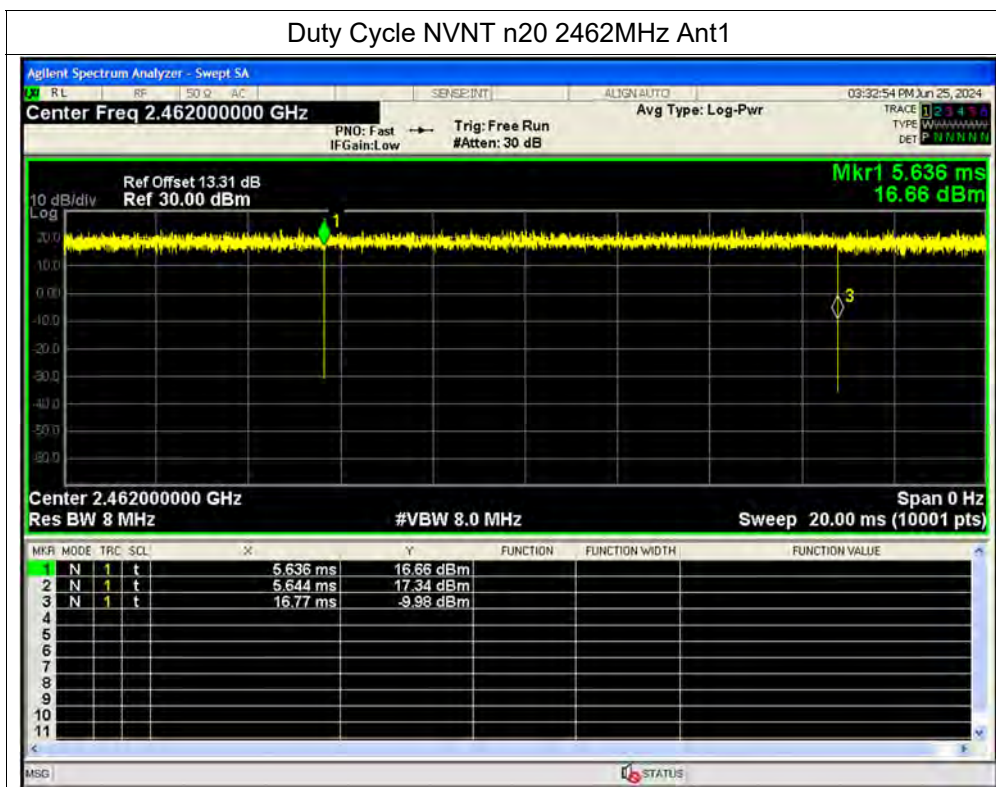 Duty Cycle NVNT n20 2462MHz Ant1
Agilent Spectrum Analyzer - Swept SA
RL RF 50 Ω AC SENSE:INT ALIGN AUTO 03:32:54 PM Jun 25, 2024
Center Freq 2.462000000 GHz
Avg Type: Log-Pwr
TRACE 1 2 3 4 5 6
PNO: Fast Trig: Free Run
TYPE W
IFGain:Low #Atten: 30 dB
DET P N N N N N
Mkr1 5.636 ms
16.66 dBm
Ref Offset 13.31 dB
10 dB/div Ref 30.00 dBm
Log
1
20.0
10.0
0.00
3
-10.0
-20.0
-30.0
-40.0
-50.0
-60.0
Center 2.462000000 GHz Span 0 Hz
Res BW 8 MHz #VBW 8.0 MHz Sweep 20.00 ms (10001 pts)
MKR MODE TRC SCL X Y FUNCTION FUNCTION WIDTH FUNCTION VALUE
1 N 1 t 5.636 ms 16.66 dBm
2 N 1 t 5.644 ms 17.34 dBm
3 N 1 t 16.77 ms -9.98 dBm
4
5
6
7
8
9
10
11
MSG STATUS